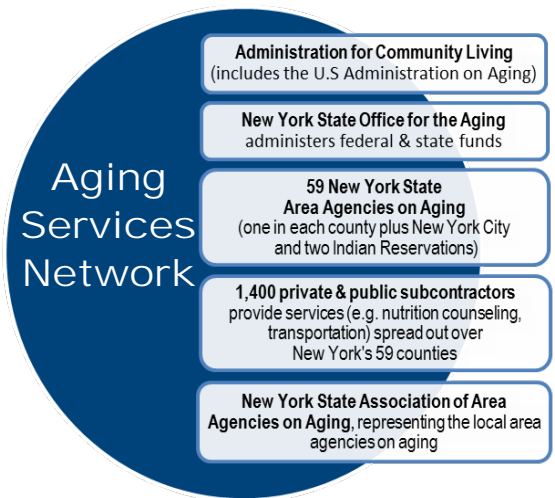 Aging
Services
Network
Administration for Community Living
(includes the U.S Administration on Aging)
New York State Office for the Aging
administers federal & state funds
59 New York State
Area Agencies on Aging
(one in each county plus New York City
and two Indian Reservations)
1,400 private & public subcontractors
provide services (e.g. nutrition counseling,
transportation) spread out over
New York's 59 counties
New York State Association of Area
Agencies on Aging, representing the local area
agencies on aging